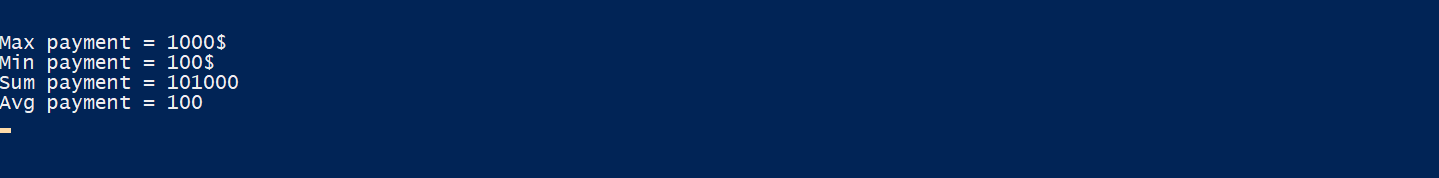 Max payment = 1000$
Min payment = 100$
Sum payment = 101000
Avg payment = 100